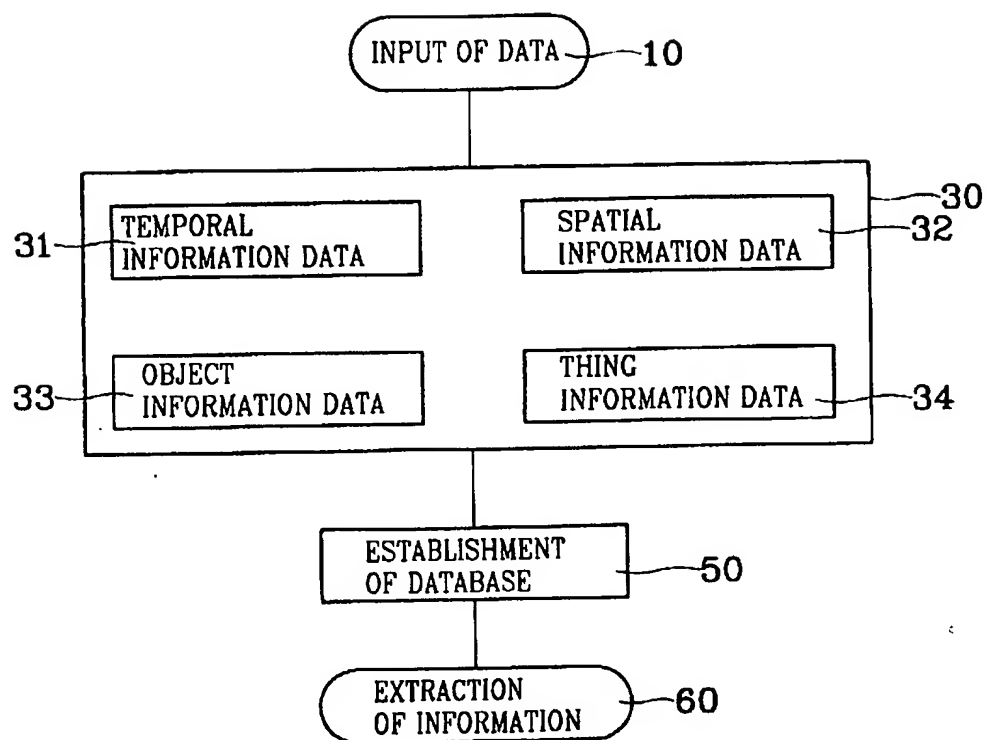 INPUT OF DATA
10
30
TEMPORAL
INFORMATION DATA
31
SPATIAL
INFORMATION DATA
32
OBJECT
INFORMATION DATA
33
THING
INFORMATION DATA
34
ESTABLISHMENT
OF DATABASE
50
EXTRACTION
OF INFORMATION
60